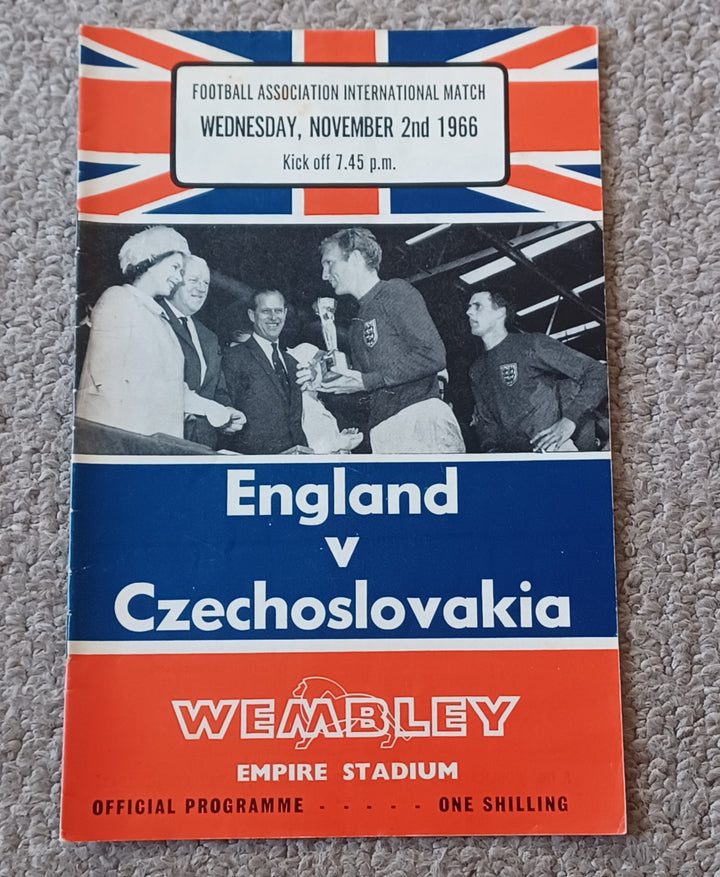 FOOTBALL ASSOCIATION INTERNATIONAL MATCH
WEDNESDAY, NOVEMBER 2nd 1966
Kick off 7.45 p.m.
England
v
Czechoslovakia
WEMBLEY
EMPIRE STADIUM
OFFICIAL PROGRAMME - - - - - ONE SHILLING